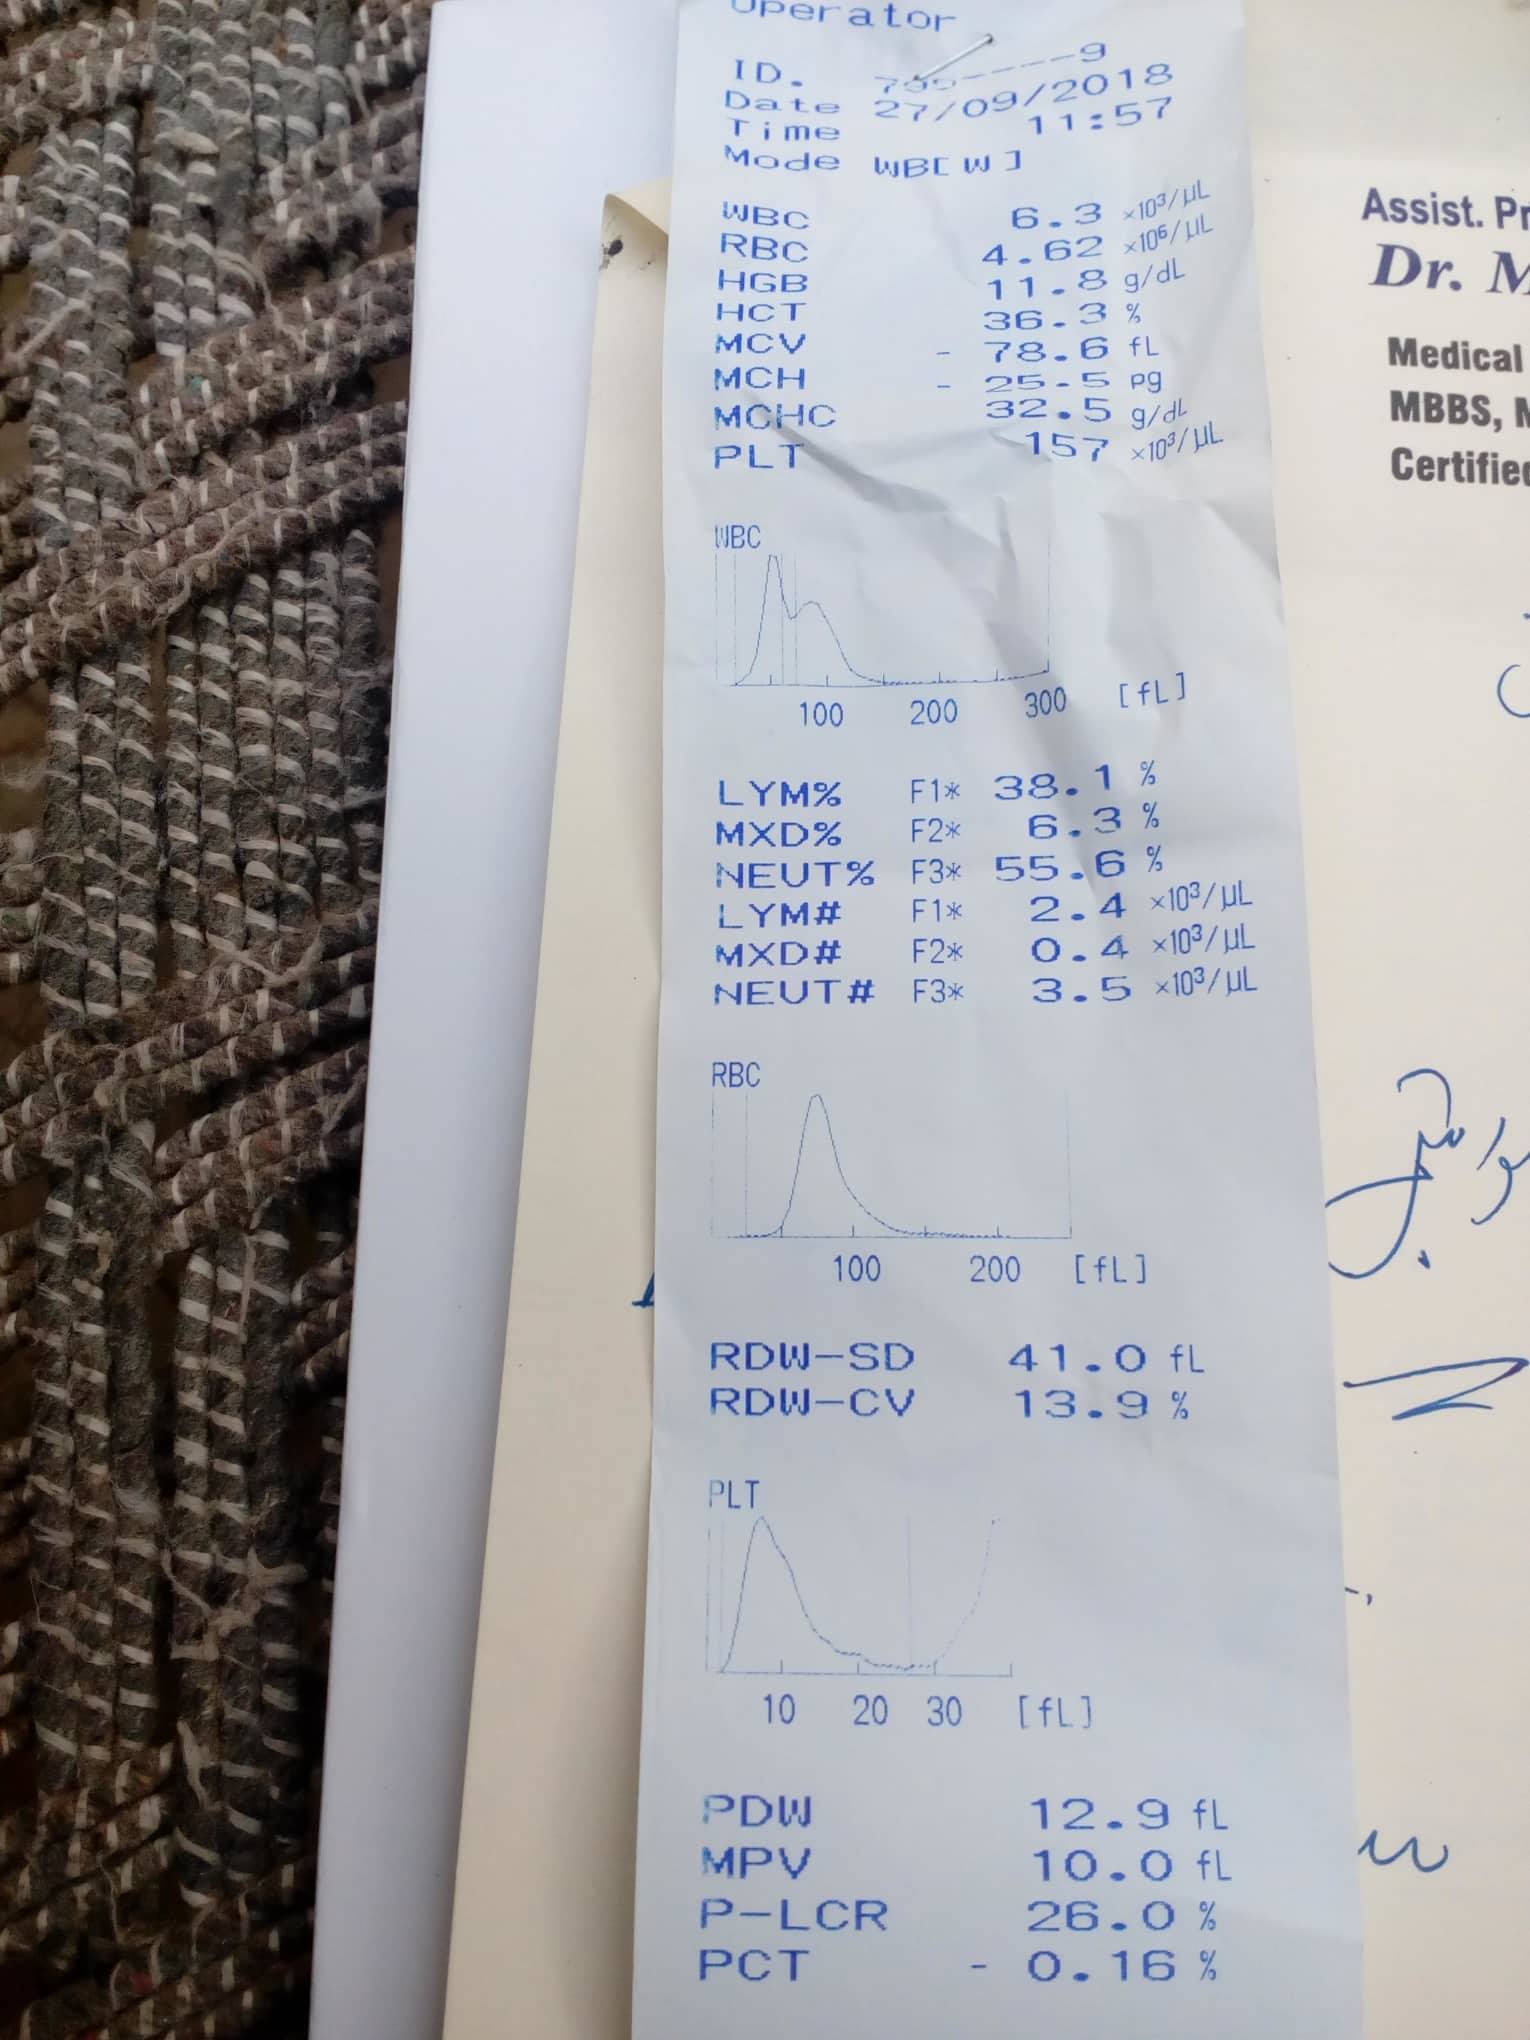 Operator
ID.
Date 27/09/2018
Time 11:57
Mode WB[W]
WBC 6.3 ×10³/µL
RBC 4.62 ×10⁶/µL
HGB 11.8 g/dL
HCT 36.3 %
MCV - 78.6 fL
MCH - 25.5 pg
MCHC 32.5 g/dL
PLT 157 ×10³/µL
WBC
100 200 300 [fL]
LYM% F1* 38.1 %
MXD% F2* 6.3 %
NEUT% F3* 55.6 %
LYM# F1* 2.4 ×10³/µL
MXD# F2* 0.4 ×10³/µL
NEUT# F3* 3.5 ×10³/µL
RBC
100 200 [fL]
RDW-SD 41.0 fL
RDW-CV 13.9 %
PLT
10 20 30 [fL]
PDW 12.9 fL
MPV 10.0 fL
P-LCR 26.0 %
PCT - 0.16 %
Assist.
Dr.
Medical
MBBS,
Certified